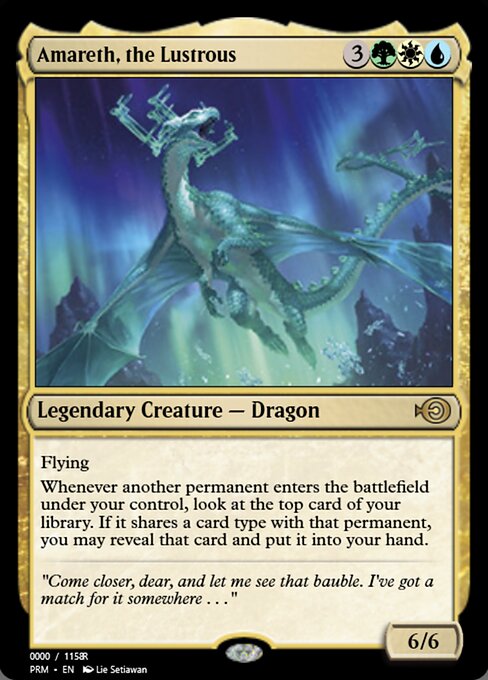 Amareth, the Lustrous 3
Legendary Creature — Dragon
Flying
Whenever another permanent enters the battlefield
under your control, look at the top card of your
library. If it shares a card type with that permanent,
you may reveal that card and put it into your hand.
"Come closer, dear, and let me see that bauble. I've got a
match for it somewhere . . ."
6/6
0000 / 1158R
PRM • EN Lie Setiawan